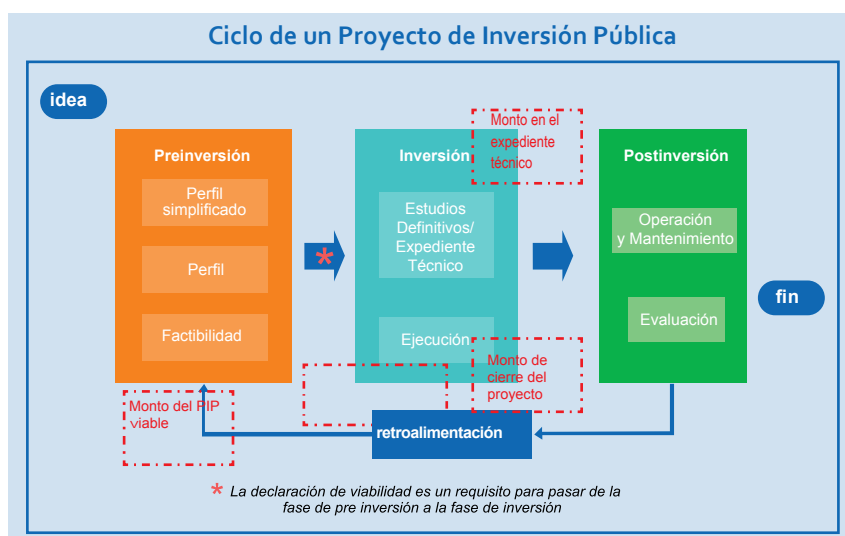 Ciclo de un Proyecto de Inversión Pública
idea
Preinversión
Perfil
simplificado
Perfil
Factibilidad
Monto del PIP
viable
*
Inversión
Monto en el
expediente
técnico
Estudios
Definitivos/
Expediente
Técnico
Ejecución
Monto de
cierre del
proyecto
Postinversión
Operación
y Mantenimiento
Evaluación
fin
retroalimentación
* La declaración de viabilidad es un requisito para pasar de la
fase de pre inversión a la fase de inversión